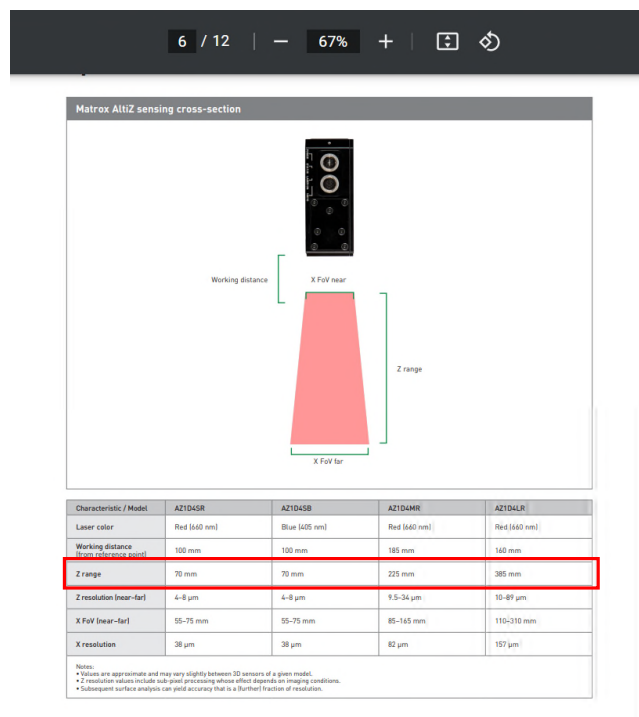 6 / 12 | — 67% + |
Matrox AltiZ sensing cross-section
Working distance
X FoV near
Z range
X FoV far
Characteristic / Model AZ1D4SR AZ1D4SB AZ1D4MR AZ1D4LR
Laser color Red (660 nm) Blue (405 nm) Red (660 nm) Red (660 nm)
Working distance
(from reference point) 100 mm 100 mm 185 mm 160 mm
Z range 70 mm 70 mm 225 mm 385 mm
Z resolution (near–far) 4–8 µm 4–8 µm 9.5–34 µm 10–89 µm
X FoV (near–far) 55–75 mm 55–75 mm 85–165 mm 110–310 mm
X resolution 38 µm 38 µm 82 µm 157 µm
Notes:
• Values are approximate and may vary slightly between 3D sensors of a given model.
• Z resolution values include sub-pixel processing whose effect depends on imaging conditions.
• Subsequent surface analysis can yield accuracy that is a (further) fraction of resolution.